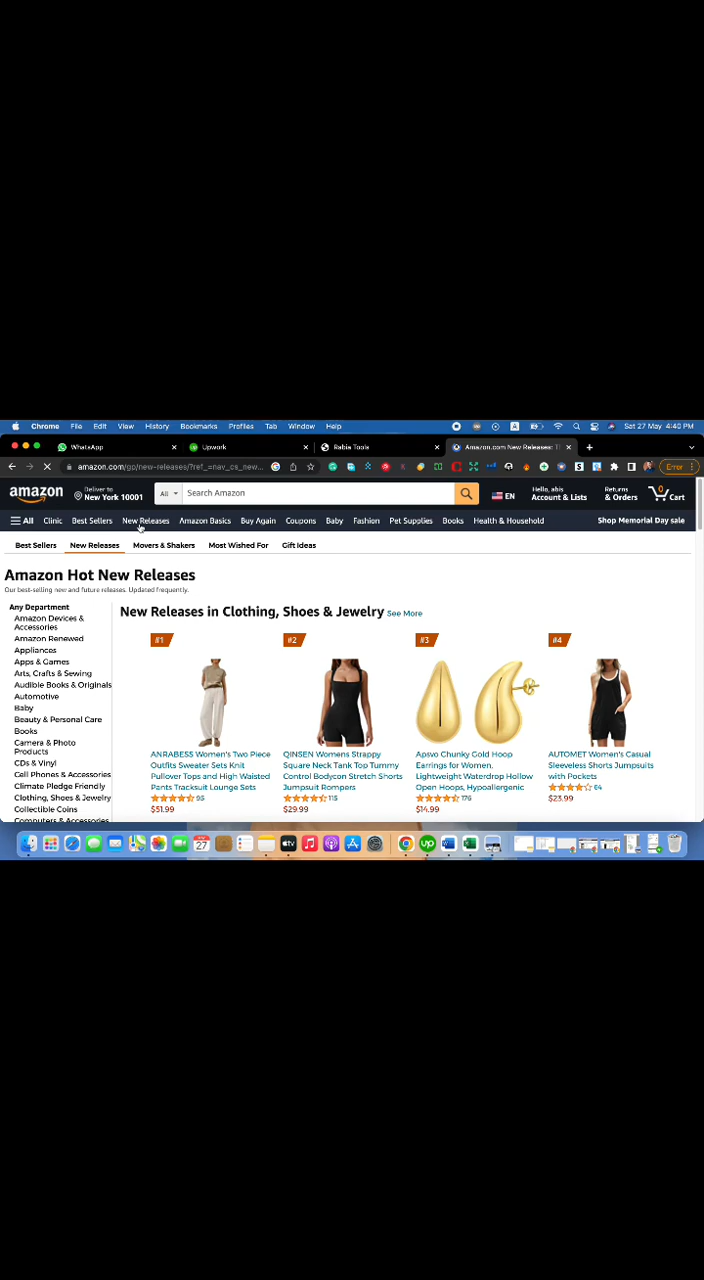 Chrome File Edit View History Bookmarks Profiles Tab Window Help A Sat 27 May 4:40 PM
WhatsApp × Upwork × Rabia Tools × Amazon.com New Releases: T × +
amazon.com/go/new-releases/?ref_=nav_cs_new... Error
amazon
Deliver to
New York 10001
All
Search Amazon
EN
Hello, abis
Account & Lists
Returns
& Orders
0
Cart
All Clinic Best Sellers New Releases Amazon Basics Buy Again Coupons Baby Fashion Pet Supplies Books Health & Household Shop Memorial Day sale
Best Sellers New Releases Movers & Shakers Most Wished For Gift Ideas
Amazon Hot New Releases
Our best-selling new and future releases. Updated frequently.
Any Department
Amazon Devices &
Accessories
Amazon Renewed
Appliances
Apps & Games
Arts, Crafts & Sewing
Audible Books & Originals
Automotive
Baby
Beauty & Personal Care
Books
Camera & Photo
Products
CDs & Vinyl
Cell Phones & Accessories
Climate Pledge Friendly
Clothing, Shoes & Jewelry
Collectible Coins
Computers & Accessories
New Releases in Clothing, Shoes & Jewelry See More
#1
ANRABESS Women's Two Piece
Outfits Sweater Sets Knit
Pullover Tops and High Waisted
Pants Tracksuit Lounge Sets
95
$51.99
#2
QINSEN Womens Strappy
Square Neck Tank Top Tummy
Control Bodycon Stretch Shorts
Jumpsuit Rompers
115
$29.99
#3
Apsvo Chunky Gold Hoop
Earrings for Women,
Lightweight Waterdrop Hollow
Open Hoops, Hypoallergenic
176
$14.99
#4
AUTOMET Women's Casual
Sleeveless Shorts Jumpsuits
with Pockets
64
$23.99
27
tv
up